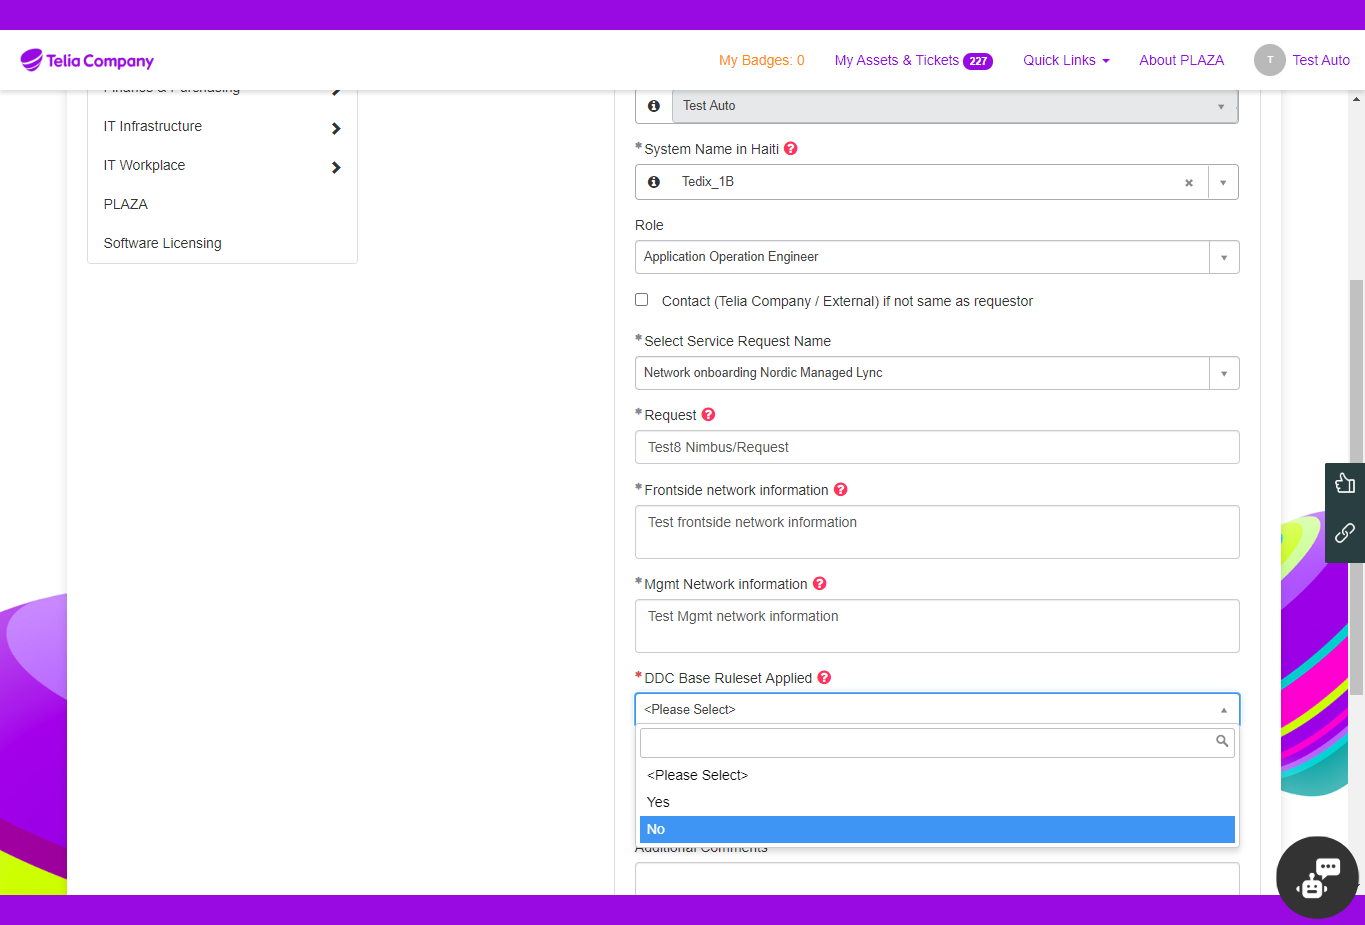 Telia Company
My Badges: 0
My Assets & Tickets 227
Quick Links
About PLAZA
T
Test Auto
Finance & Purchasing
IT Infrastructure
IT Workplace
PLAZA
Software Licensing
Test Auto
*System Name in Haiti ?
Tedix_1B
Role
Application Operation Engineer
Contact (Telia Company / External) if not same as requestor
*Select Service Request Name
Network onboarding Nordic Managed Lync
*Request ?
Test8 Nimbus/Request
*Frontside network information ?
Test frontside network information
*Mgmt Network information ?
Test Mgmt network information
*DDC Base Ruleset Applied ?
<Please Select>
<Please Select>
Yes
No
Additional Comments